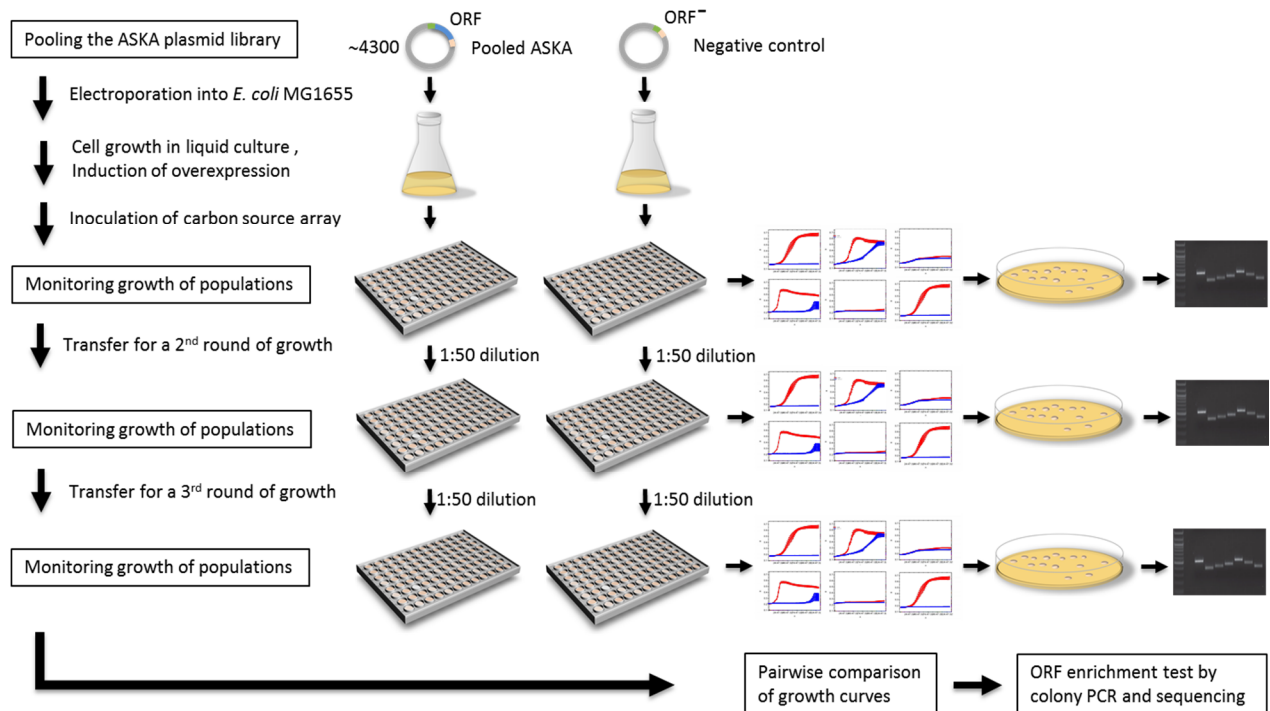 Pooling the ASKA plasmid library
ORF
~4300
Pooled ASKA
ORF⁻
Negative control
Electroporation into E. coli MG1655
Cell growth in liquid culture ,
Induction of overexpression
Inoculation of carbon source array
Monitoring growth of populations
Transfer for a 2nd round of growth
1:50 dilution
1:50 dilution
Monitoring growth of populations
Transfer for a 3rd round of growth
1:50 dilution
1:50 dilution
Monitoring growth of populations
Pairwise comparison
of growth curves
ORF enrichment test by
colony PCR and sequencing